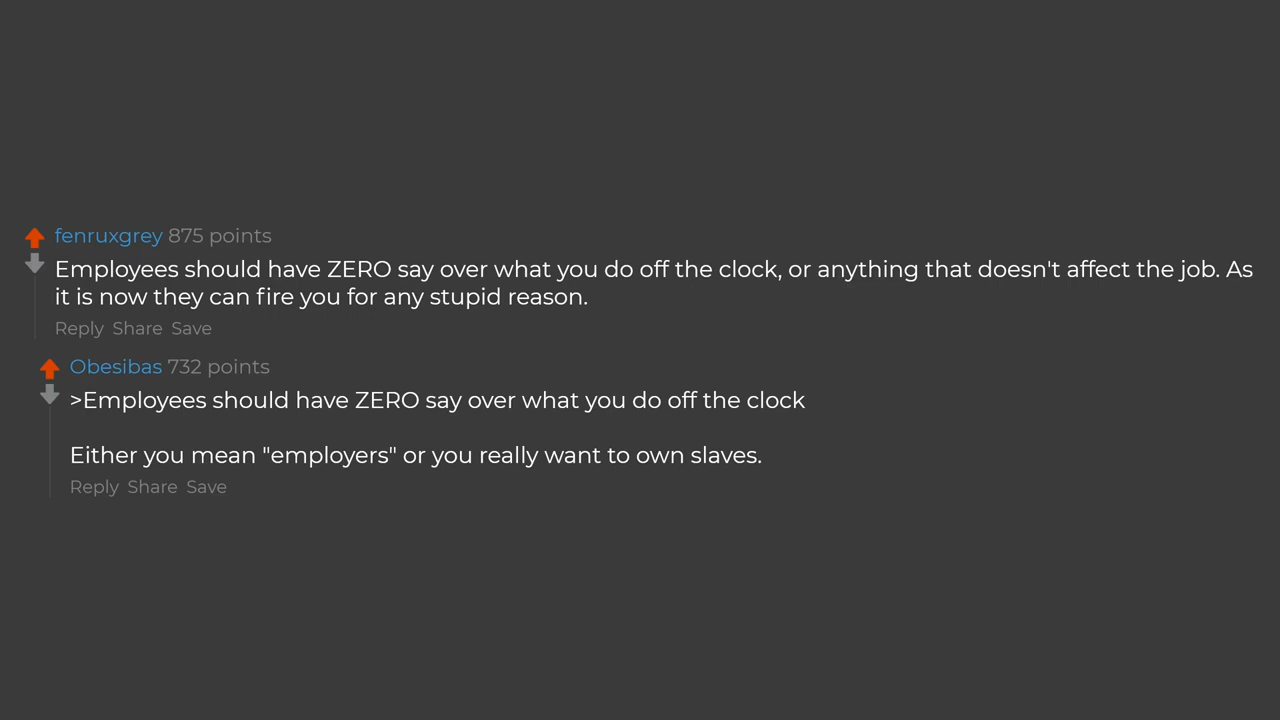 fenruxgrey 875 points
Employees should have ZERO say over what you do off the clock, or anything that doesn't affect the job. As
it is now they can fire you for any stupid reason.
Reply Share Save
Obesibas 732 points
>Employees should have ZERO say over what you do off the clock
Either you mean "employers" or you really want to own slaves.
Reply Share Save